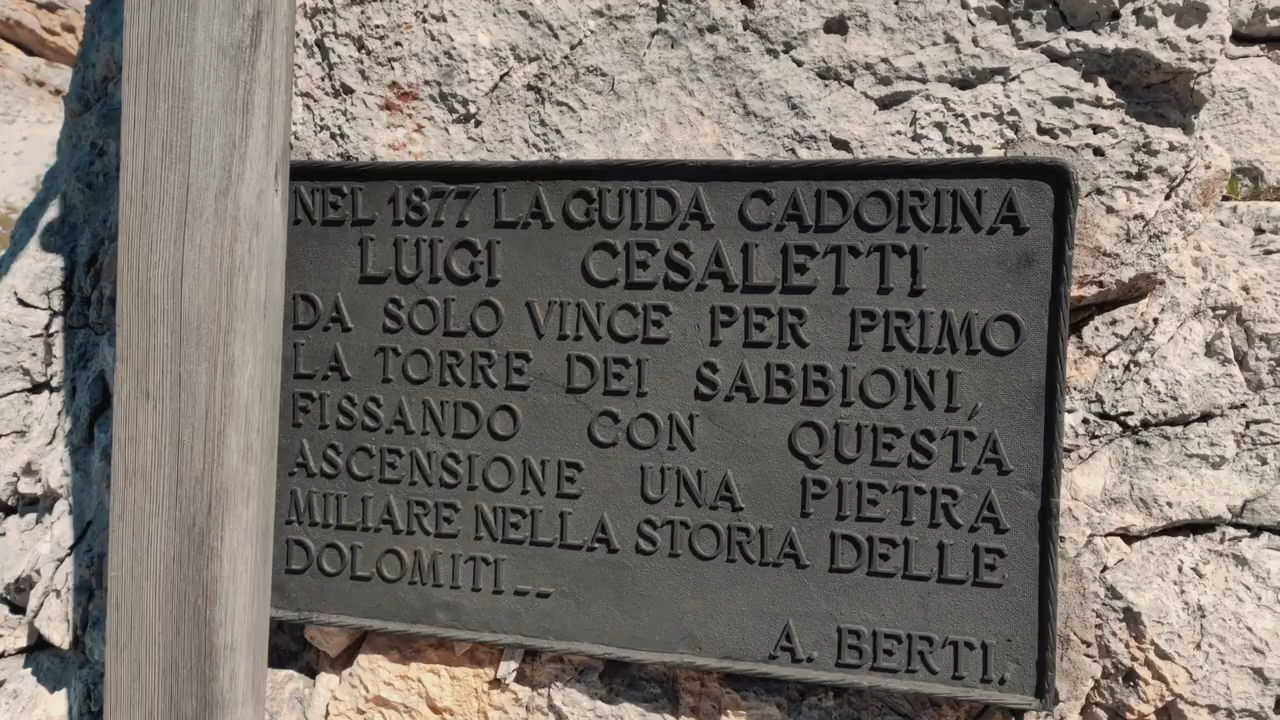 NEL 1877 LA GUIDA CADORINA
LUIGI CESALETTI
DA SOLO VINCE PER PRIMO
LA TORRE DEI SABBIONI,
FISSANDO CON QUESTA
ASCENSIONE UNA PIETRA
MILIARE NELLA STORIA DELLE
DOLOMITI...
A. BERTI.